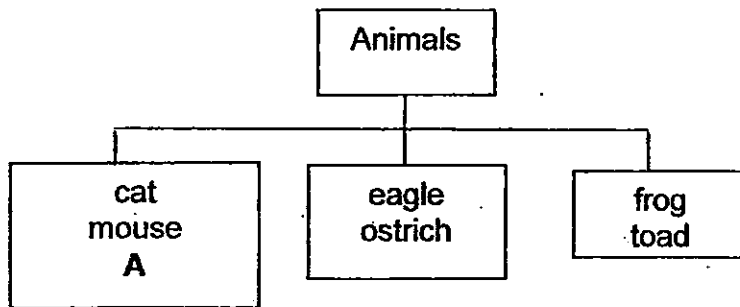 Animals
cat
mouse
A
eagle
ostrich
frog
toad